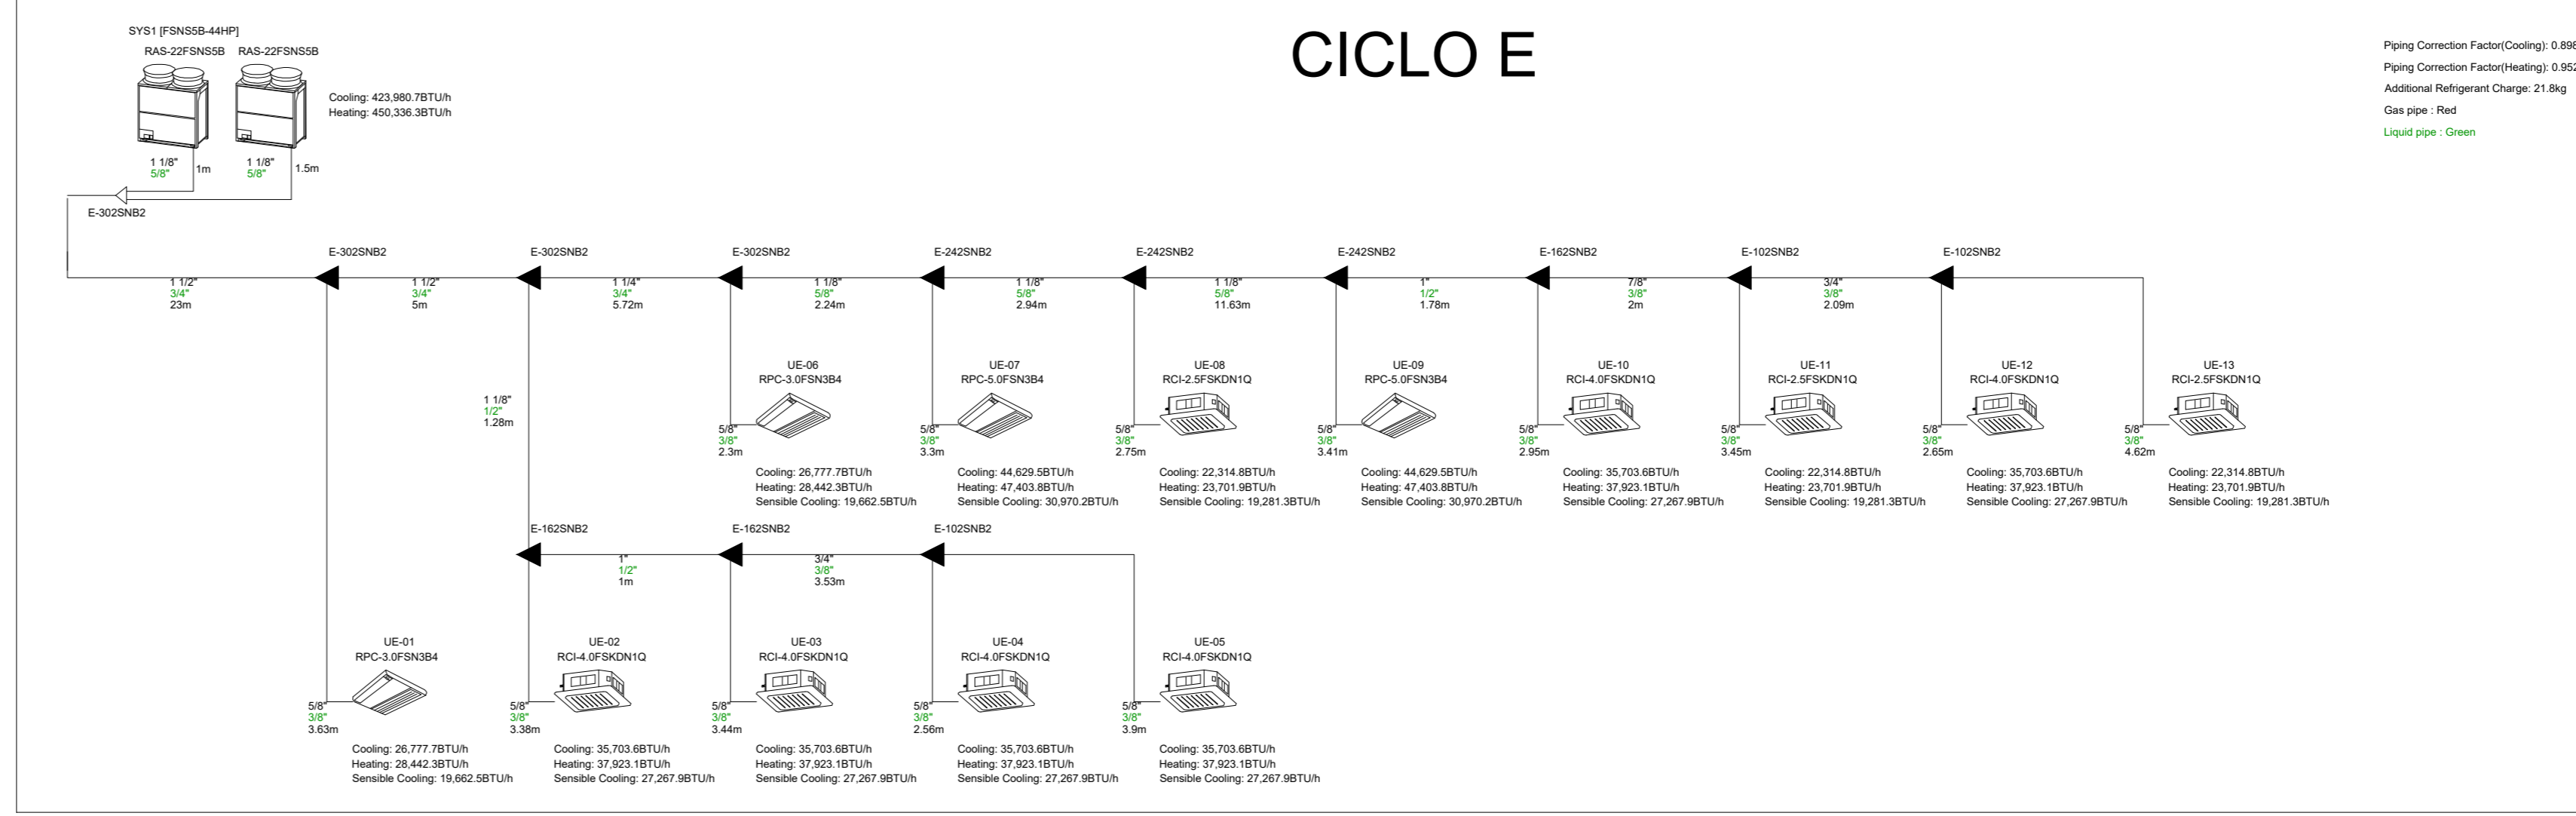 CICLO E
SYS1 [FSNS5B-44HP]
RAS-22FSNS5B RAS-22FSNS5B
Cooling: 423,980.7BTU/h
Heating: 450,336.3BTU/h
Piping Correction Factor(Cooling): 0.898
Piping Correction Factor(Heating): 0.952
Additional Refrigerant Charge: 21.8kg
Gas pipe : Red
Liquid pipe : Green
1 1/8"
5/8"
1m
1 1/8"
5/8"
1.5m
E-302SNB2
E-302SNB2 E-302SNB2 E-302SNB2 E-242SNB2 E-242SNB2 E-242SNB2 E-162SNB2 E-102SNB2 E-102SNB2
1 1/2" 1 1/2" 1 1/4" 1 1/8" 1 1/8" 1 1/8" 1" 7/8" 3/4"
3/4" 3/4" 3/4" 5/8" 5/8" 5/8" 1/2" 3/8" 3/8"
23m 5m 5.72m 2.24m 2.94m 11.63m 1.78m 2m 2.09m
UE-06 UE-07 UE-08 UE-09 UE-10 UE-11 UE-12 UE-13
RPC-3.0FSN3B4 RPC-5.0FSN3B4 RCI-2.5FSKDN1Q RPC-5.0FSN3B4 RCI-4.0FSKDN1Q RCI-2.5FSKDN1Q RCI-4.0FSKDN1Q RCI-2.5FSKDN1Q
1 1/8"
1/2"
1.28m
5/8" 5/8" 5/8" 5/8" 5/8" 5/8" 5/8" 5/8"
3/8" 3/8" 3/8" 3/8" 3/8" 3/8" 3/8" 3/8"
2.3m 3.3m 2.75m 3.41m 2.95m 3.45m 2.65m 4.62m
Cooling: 26,777.7BTU/h Cooling: 44,629.5BTU/h Cooling: 22,314.8BTU/h Cooling: 44,629.5BTU/h Cooling: 35,703.6BTU/h Cooling: 22,314.8BTU/h Cooling: 35,703.6BTU/h Cooling: 22,314.8BTU/h
Heating: 28,442.3BTU/h Heating: 47,403.8BTU/h Heating: 23,701.9BTU/h Heating: 47,403.8BTU/h Heating: 37,923.1BTU/h Heating: 23,701.9BTU/h Heating: 37,923.1BTU/h Heating: 23,701.9BTU/h
Sensible Cooling: 19,662.5BTU/h Sensible Cooling: 30,970.2BTU/h Sensible Cooling: 19,281.3BTU/h Sensible Cooling: 30,970.2BTU/h Sensible Cooling: 27,267.9BTU/h Sensible Cooling: 19,281.3BTU/h Sensible Cooling: 27,267.9BTU/h Sensible Cooling: 19,281.3BTU/h
E-162SNB2 E-162SNB2 E-102SNB2
1" 3/4"
1/2" 3/8"
1m 3.53m
UE-01 UE-02 UE-03 UE-04 UE-05
RPC-3.0FSN3B4 RCI-4.0FSKDN1Q RCI-4.0FSKDN1Q RCI-4.0FSKDN1Q RCI-4.0FSKDN1Q
5/8" 5/8" 5/8" 5/8" 5/8"
3/8" 3/8" 3/8" 3/8" 3/8"
3.63m 3.38m 3.44m 2.56m 3.9m
Cooling: 26,777.7BTU/h Cooling: 35,703.6BTU/h Cooling: 35,703.6BTU/h Cooling: 35,703.6BTU/h Cooling: 35,703.6BTU/h
Heating: 28,442.3BTU/h Heating: 37,923.1BTU/h Heating: 37,923.1BTU/h Heating: 37,923.1BTU/h Heating: 37,923.1BTU/h
Sensible Cooling: 19,662.5BTU/h Sensible Cooling: 27,267.9BTU/h Sensible Cooling: 27,267.9BTU/h Sensible Cooling: 27,267.9BTU/h Sensible Cooling: 27,267.9BTU/h